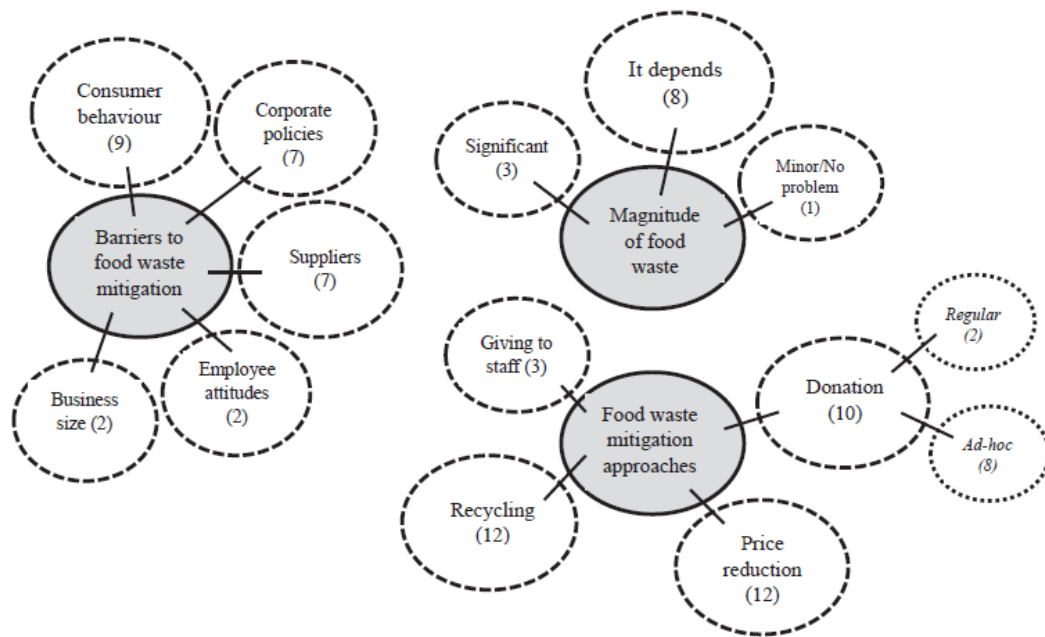 Consumer
behaviour
(9)
Corporate
policies
(7)
Barriers to
food waste
mitigation
Suppliers
(7)
Employee
attitudes
(2)
Business
size (2)
It depends
(8)
Significant
(3)
Minor/No
problem
(1)
Magnitude
of food
waste
Giving to
staff (3)
Food waste
mitigation
approaches
Donation
(10)
Regular
(2)
Ad-hoc
(8)
Recycling
(12)
Price
reduction
(12)